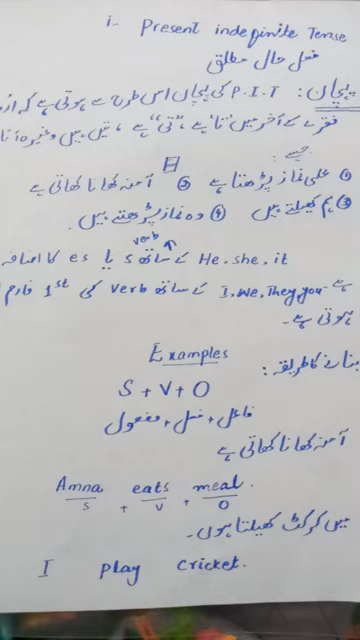 i- Present indefinite Tense
فعل حال مطلق
پہچان: P.I.T کی پہچان اس طرح سے ہوتی ہے کہ
فقرے کے آخر میں "تا ہے"، "تی ہے"، تے ہیں وغیرہ آتا
جیسے:
① علی نماز پڑھتا ہے ② آمنہ کھانا کھاتی ہے
③ ہم کھیلتے ہیں ④ وہ نماز پڑھتے ہیں۔
He, she, it کے ساتھ verb s یا es کا اضافہ
I, We, They, you کے ساتھ verb کی 1st فارم
ہوتی ہے۔
Examples
بنانے کا طریقہ:
S + V + O
فاعل + فعل + مفعول
آمنہ کھانا کھاتی ہے
Amna eats meal.
S + V + O
میں کرکٹ کھیلتا ہوں۔
I play cricket.